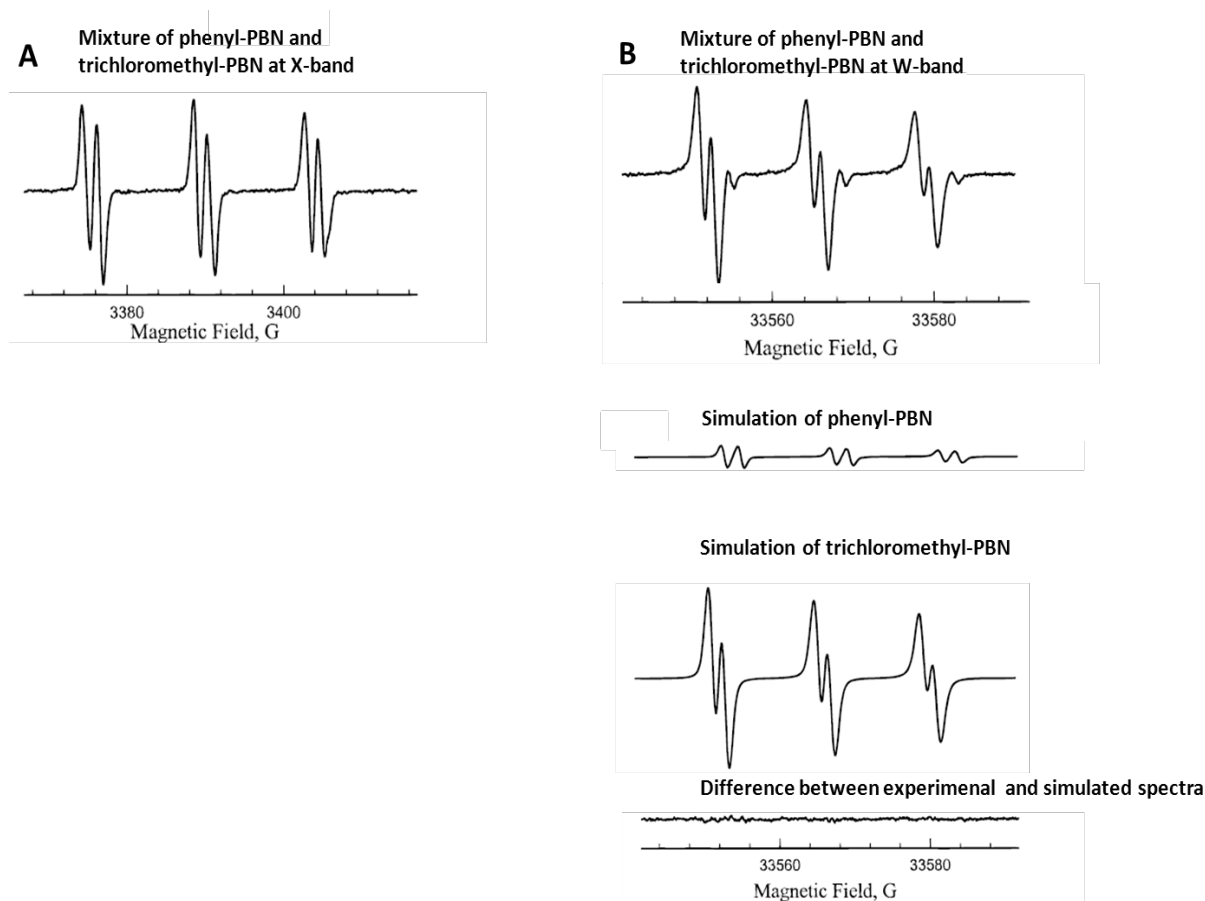 A
Mixture of phenyl-PBN and
trichloromethyl-PBN at X-band
3380
3400
Magnetic Field, G
B
Mixture of phenyl-PBN and
trichloromethyl-PBN at W-band
33560
33580
Magnetic Field, G
Simulation of phenyl-PBN
Simulation of trichloromethyl-PBN
Difference between experimenal and simulated spectra
33560
33580
Magnetic Field, G